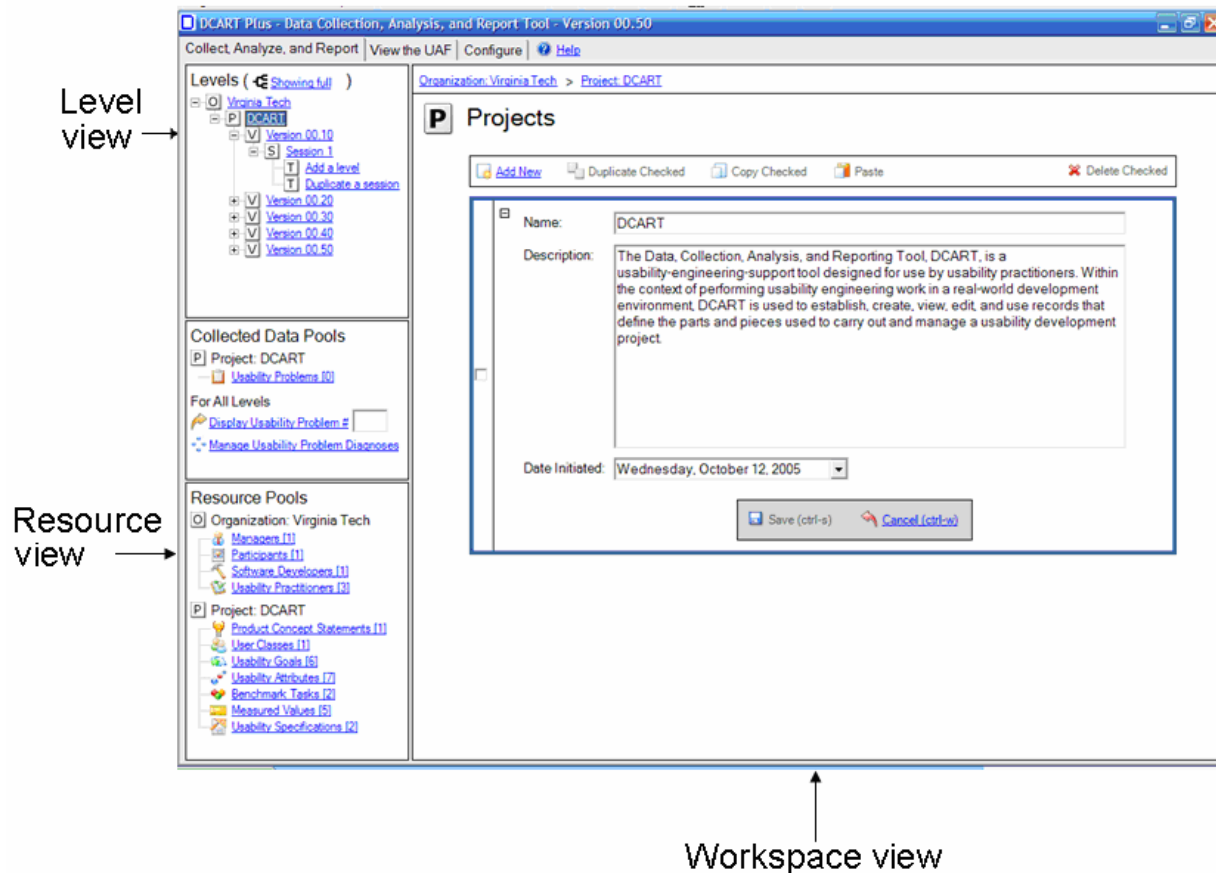 DCART Plus - Data Collection, Analysis, and Report Tool - Version 00.50
Collect, Analyze, and Report View the UAF Configure Help
Level
view
Levels ( Showing full )
O Virginia Tech
P DCART
V Version 00.10
S Session 1
T Add a level
T Duplicate a session
V Version 00.20
V Version 00.30
V Version 00.40
V Version 00.50
Collected Data Pools
P Project: DCART
Usability Problems [0]
For All Levels
Display Usability Problem #
Manage Usability Problem Diagnoses
Resource
view
Resource Pools
O Organization: Virginia Tech
Managers [1]
Participants [1]
Software Developers [1]
Usability Practitioners [3]
P Project: DCART
Product Concept Statements [1]
User Classes [1]
Usability Goals [6]
Usability Attributes [7]
Benchmark Tasks [2]
Measured Values [5]
Usability Specifications [2]
Organization: Virginia Tech > Project: DCART
P Projects
Add New Duplicate Checked Copy Checked Paste Delete Checked
Name: DCART
Description: The Data, Collection, Analysis, and Reporting Tool, DCART, is a
usability-engineering-support tool designed for use by usability practitioners. Within
the context of performing usability engineering work in a real-world development
environment, DCART is used to establish, create, view, edit, and use records that
define the parts and pieces used to carry out and manage a usability development
project.
Date Initiated: Wednesday, October 12, 2005
Save (ctrl-s) Cancel (ctrl-w)
Workspace view